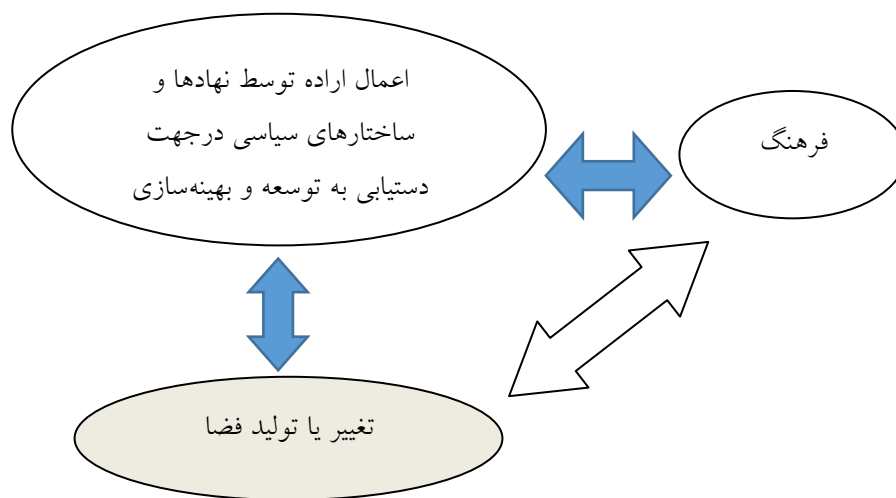 اعمال اراده توسط نهادها و
ساختارهای سیاسی درجهت
دستیابی به توسعه و بهینه‌سازی
فرهنگ
تغییر یا تولید فضا